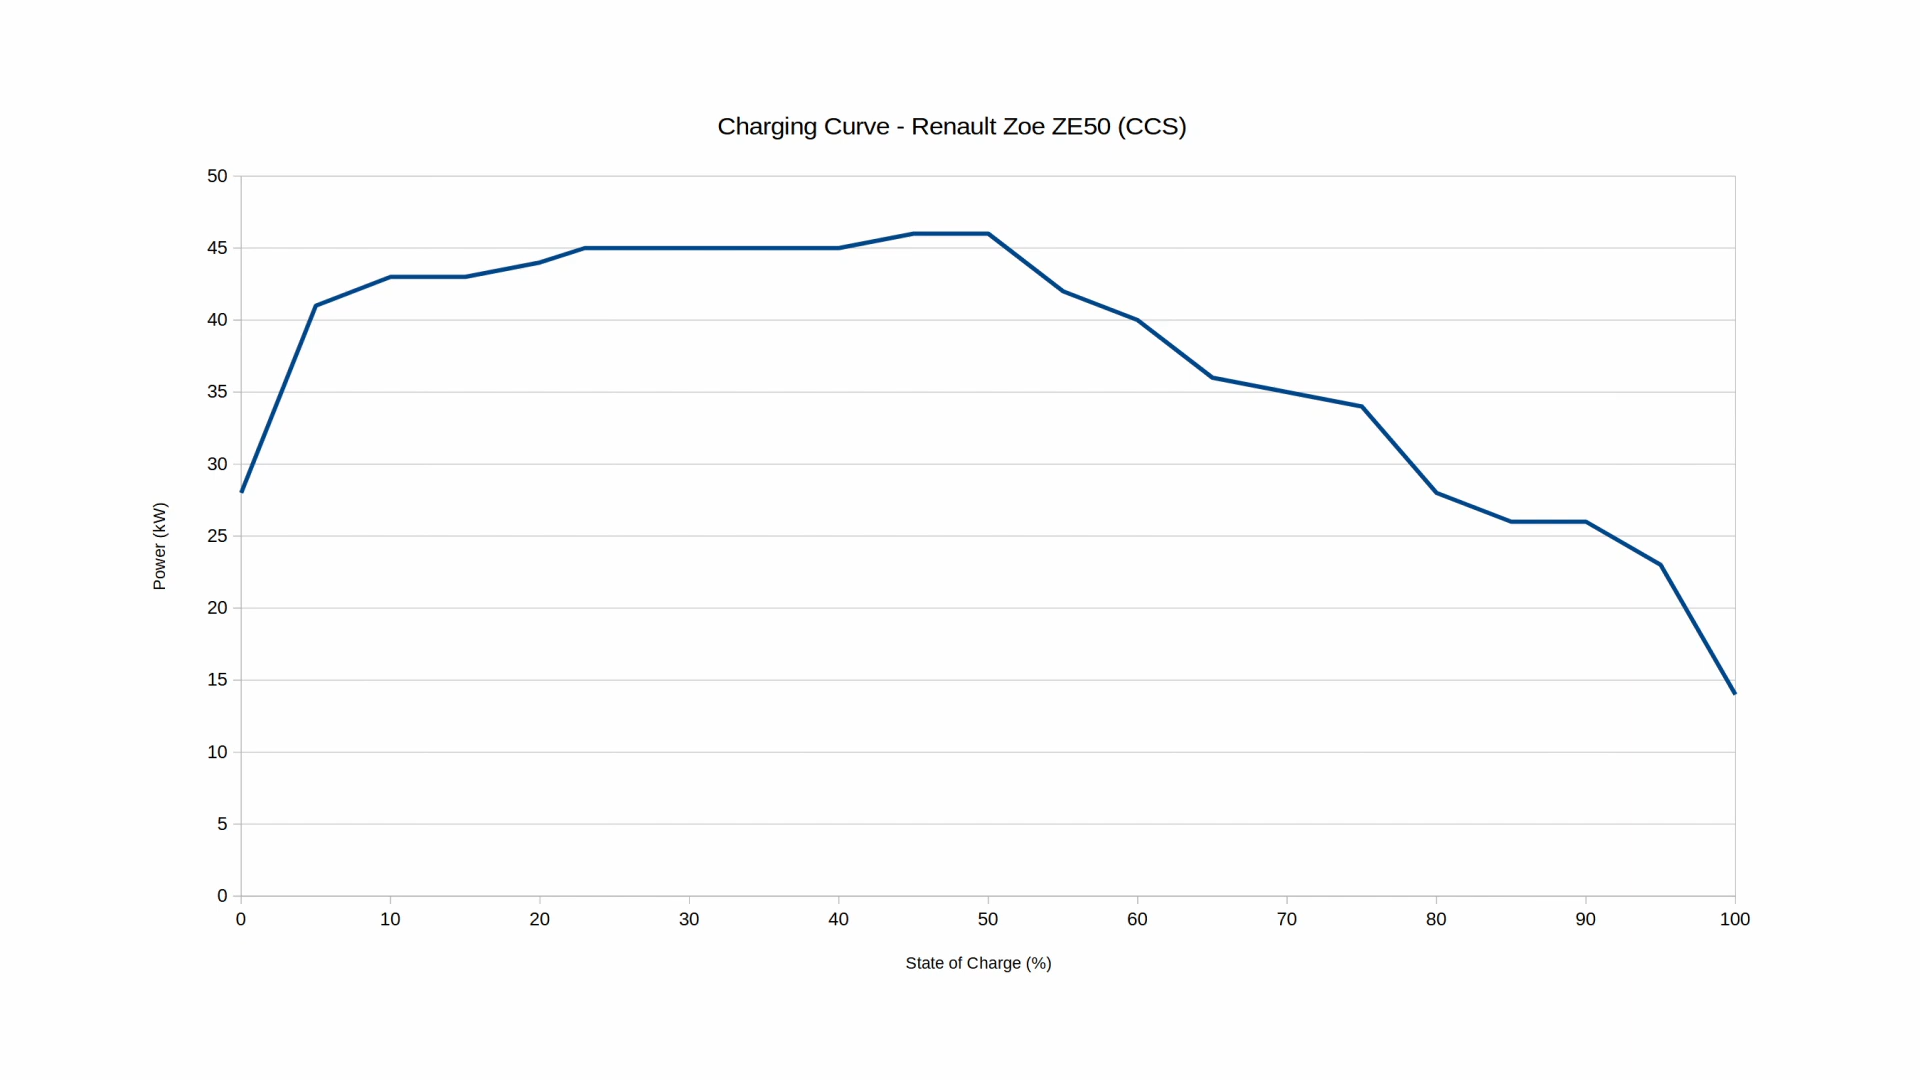 Charging Curve - Renault Zoe ZE50 (CCS)
50
45
40
35
30
25
20
15
10
5
0
Power (kW)
0 10 20 30 40 50 60 70 80 90 100
State of Charge (%)